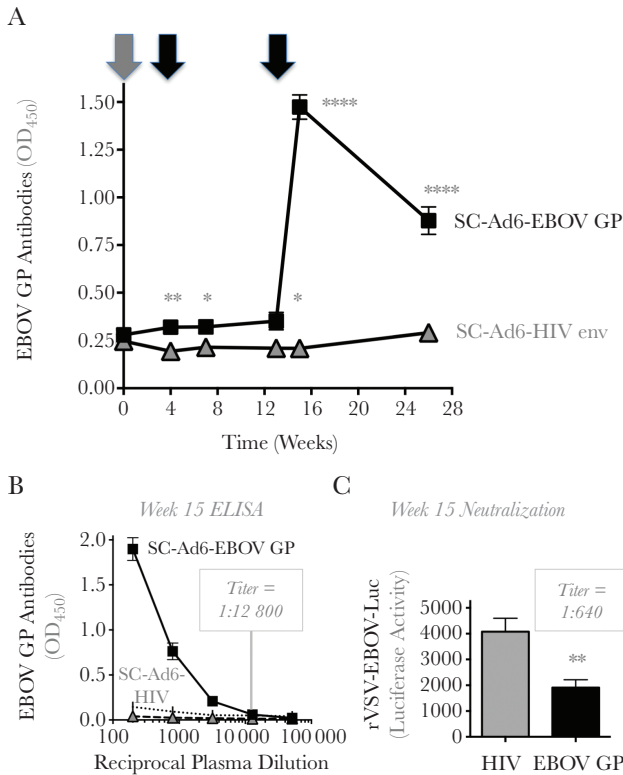 A
EBOV GP Antibodies (OD450)
1.50
1.25
1.00
0.75
0.50
0.25
0.00
****
****
SC-Ad6-EBOV GP
**
*
*
SC-Ad6-HIV env
0 4 8 12 16 20 24 28
Time (Weeks)
B
Week 15 ELISA
EBOV GP Antibodies
(OD450)
2.0
1.5
1.0
0.5
0.0
SC-Ad6-EBOV GP
Titer =
1:12 800
SC-Ad6-
HIV
100 1000 10 000 100 000
Reciprocal Plasma Dilution
C
Week 15 Neutralization
rVSV-EBOV-Luc
(Luciferase Activity)
5000
4000
3000
2000
1000
0
Titer =
1:640
**
HIV EBOV GP